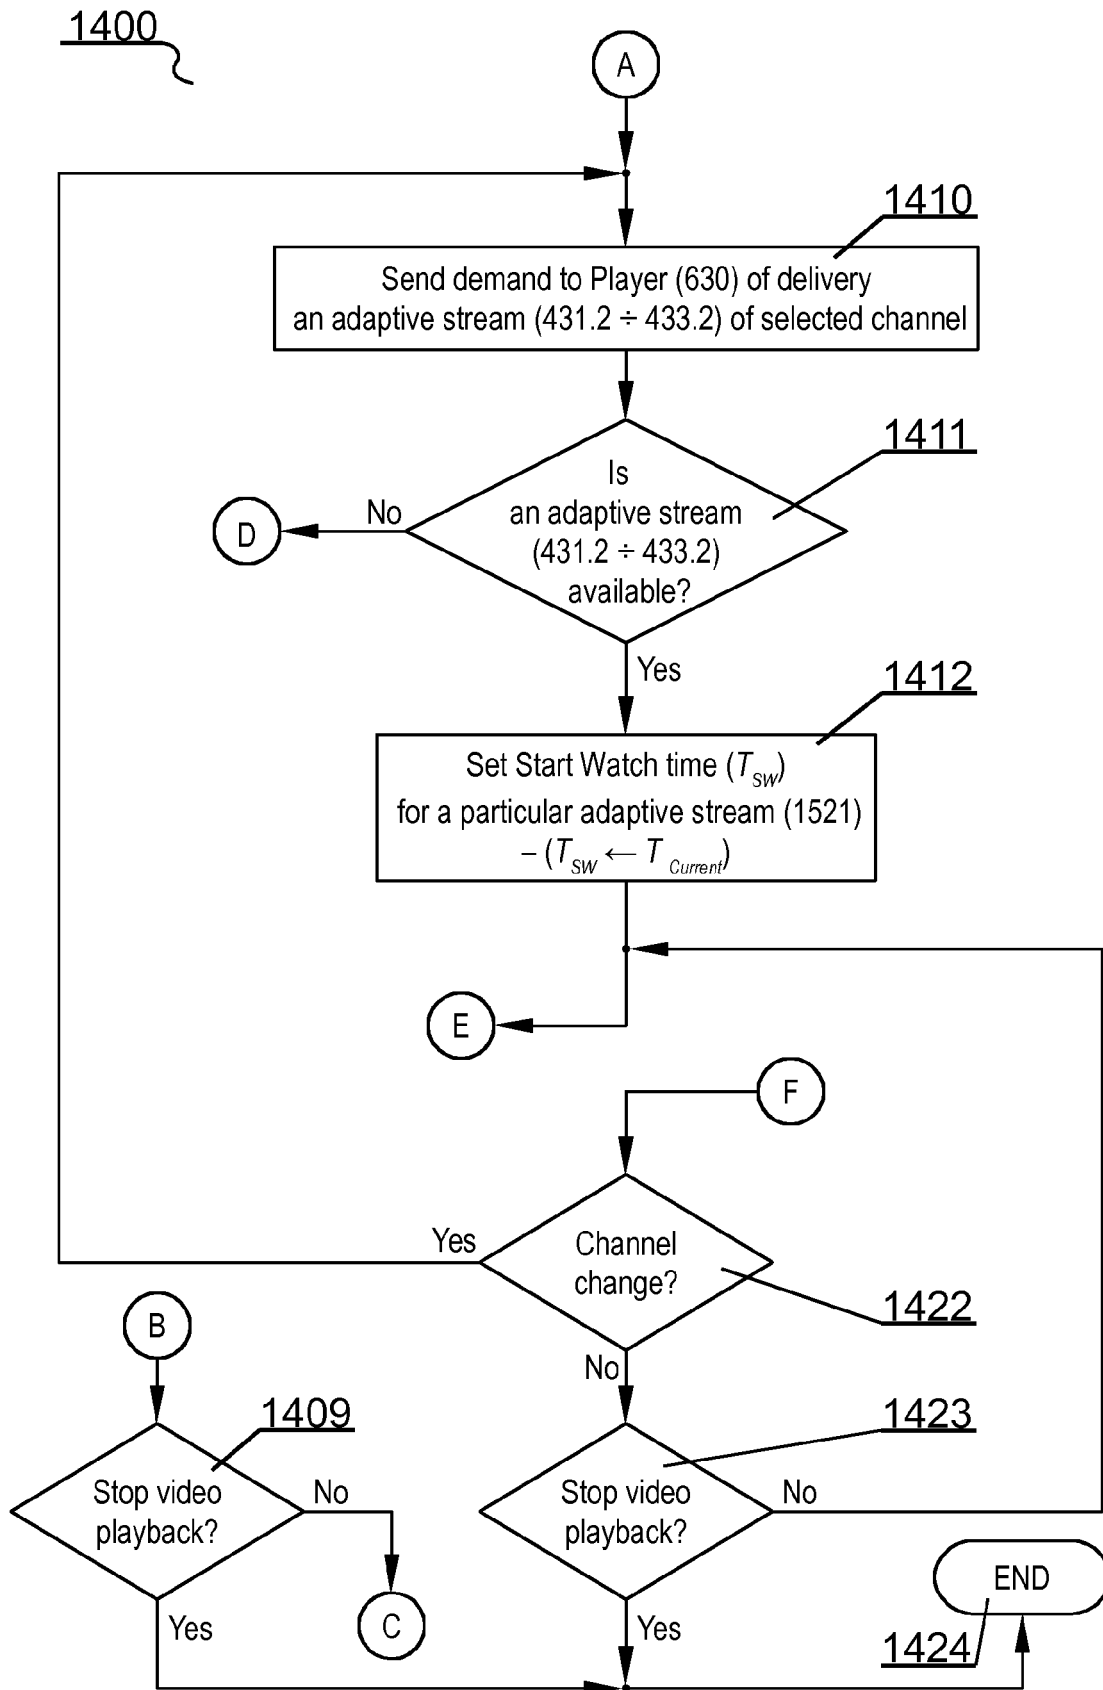 1400
A
1410
Send demand to Player (630) of delivery
an adaptive stream (431.2 ÷ 433.2) of selected channel
1411
Is
an adaptive stream
(431.2 ÷ 433.2)
available?
No
D
Yes
1412
Set Start Watch time (T_SW)
for a particular adaptive stream (1521)
– (T_SW ← T_Current)
E
F
Channel
change?
Yes
1422
No
B
1409
Stop video
playback?
No
C
Yes
1423
Stop video
playback?
No
Yes
END
1424